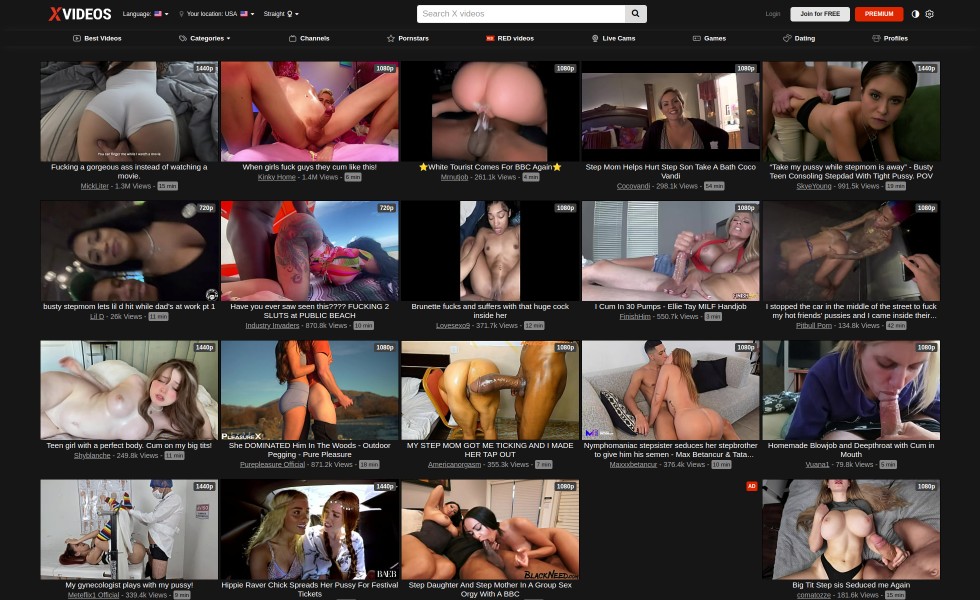 XVIDEOS
Language:
Your location: USA
Straight
Search X videos
Login
Join for FREE
PREMIUM
Best Videos
Categories
Channels
Pornstars
RED videos
Live Cams
Games
Dating
Profiles
1440p
1080p
1080p
1080p
1440p
Fucking a gorgeous ass instead of watching a
movie.
MickLiter - 1.3M Views - 15 min
When girls fuck guys they cum like this!
Kinky Home - 1.4M Views - 6 min
⭐White Tourist Comes For BBC Again⭐
Mrnutjob - 261.1k Views - 4 min
Step Mom Helps Hurt Step Son Take A Bath Coco
Vandi
Cocovandi - 298.1k Views - 54 min
"Take my pussy while stepmom is away" - Busty
Teen Consoling Stepdad With Tight Pussy. POV
SkyeYoung - 991.5k Views - 19 min
720p
720p
1080p
1080p
1080p
busty stepmom lets lil d hit while dad's at work pt 1
Lil D - 26k Views - 11 min
Have you ever saw seen this???? FUCKING 2
SLUTS at PUBLIC BEACH
Industry Invaders - 870.8k Views - 10 min
Brunette fucks and suffers with that huge cock
inside her
Lovesexo9 - 371.7k Views - 12 min
I Cum In 30 Pumps - Ellie Tay MILF Handjob
FinishHim - 550.7k Views - 3 min
I stopped the car in the middle of the street to fuck
my hot friends' pussies and I came inside their...
Pitbull Porn - 134.8k Views - 42 min
1440p
1080p
1080p
1080p
1080p
PLEASUREX
Teen girl with a perfect body. Cum on my big tits!
Shyblanche - 249.8k Views - 11 min
She DOMINATED Him In The Woods - Outdoor
Pegging - Pure Pleasure
Purepleasure Official - 871.2k Views - 18 min
MY STEP MOM GOT ME TICKING AND I MADE
HER TAP OUT
Americanorgasm - 355.3k Views - 7 min
Nymphomaniac stepsister seduces her stepbrother
to give him his semen - Max Betancur & Tata...
Maxxxbetancur - 376.4k Views - 10 min
Homemade Blowjob and Deepthroat with Cum in
Mouth
Vuana1 - 79.8k Views - 5 min
1440p
1440p
1080p
AD
1080p
BAEB
BLACKNEED.COM
My gynecologist plays with my pussy!
Meteflix1 Official - 339.4k Views - 9 min
Hippie Raver Chick Spreads Her Pussy For Festival
Tickets
Step Daughter And Step Mother In A Group Sex
Orgy With A BBC
Big Tit Step sis Seduced me Again
comatozze - 181.6k Views - 15 min